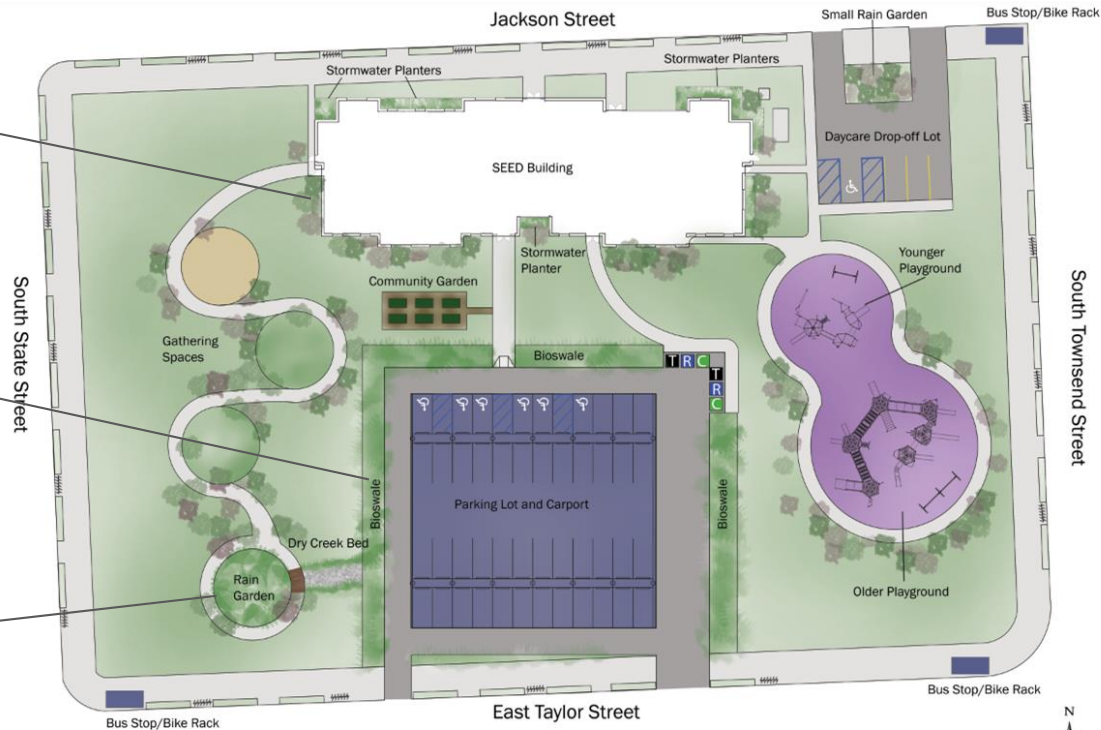 Jackson Street
Small Rain Garden
Bus Stop/Bike Rack
Stormwater Planters
Stormwater Planters
Daycare Drop-off Lot
SEED Building
Stormwater
Planter
Younger
Playground
Community Garden
South State Street
South Townsend Street
Gathering
Spaces
Bioswale
T R C
T
R
C
Bioswale
Parking Lot and Carport
Bioswale
Dry Creek Bed
Rain
Garden
Older Playground
Bus Stop/Bike Rack
East Taylor Street
Bus Stop/Bike Rack
N